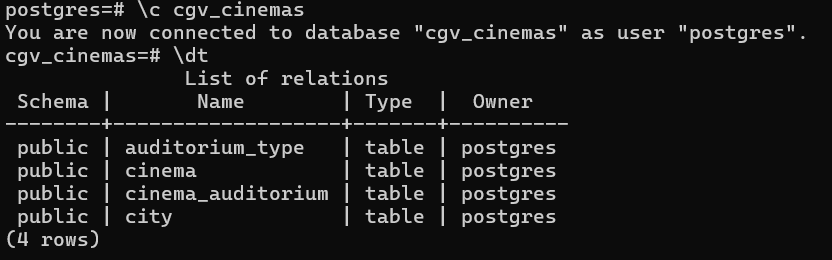 postgres=# \c cgv_cinemas
You are now connected to database "cgv_cinemas" as user "postgres".
cgv_cinemas=# \dt
               List of relations
 Schema |       Name        | Type  |  Owner
--------+-------------------+-------+----------
 public | auditorium_type   | table | postgres
 public | cinema            | table | postgres
 public | cinema_auditorium | table | postgres
 public | city              | table | postgres
(4 rows)